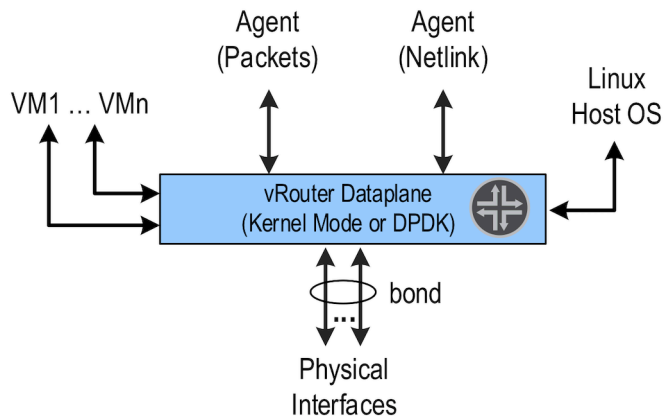 Agent
(Packets)
Agent
(Netlink)
VM1 ... VMn
Linux
Host OS
vRouter Dataplane
(Kernel Mode or DPDK)
bond
...
Physical
Interfaces